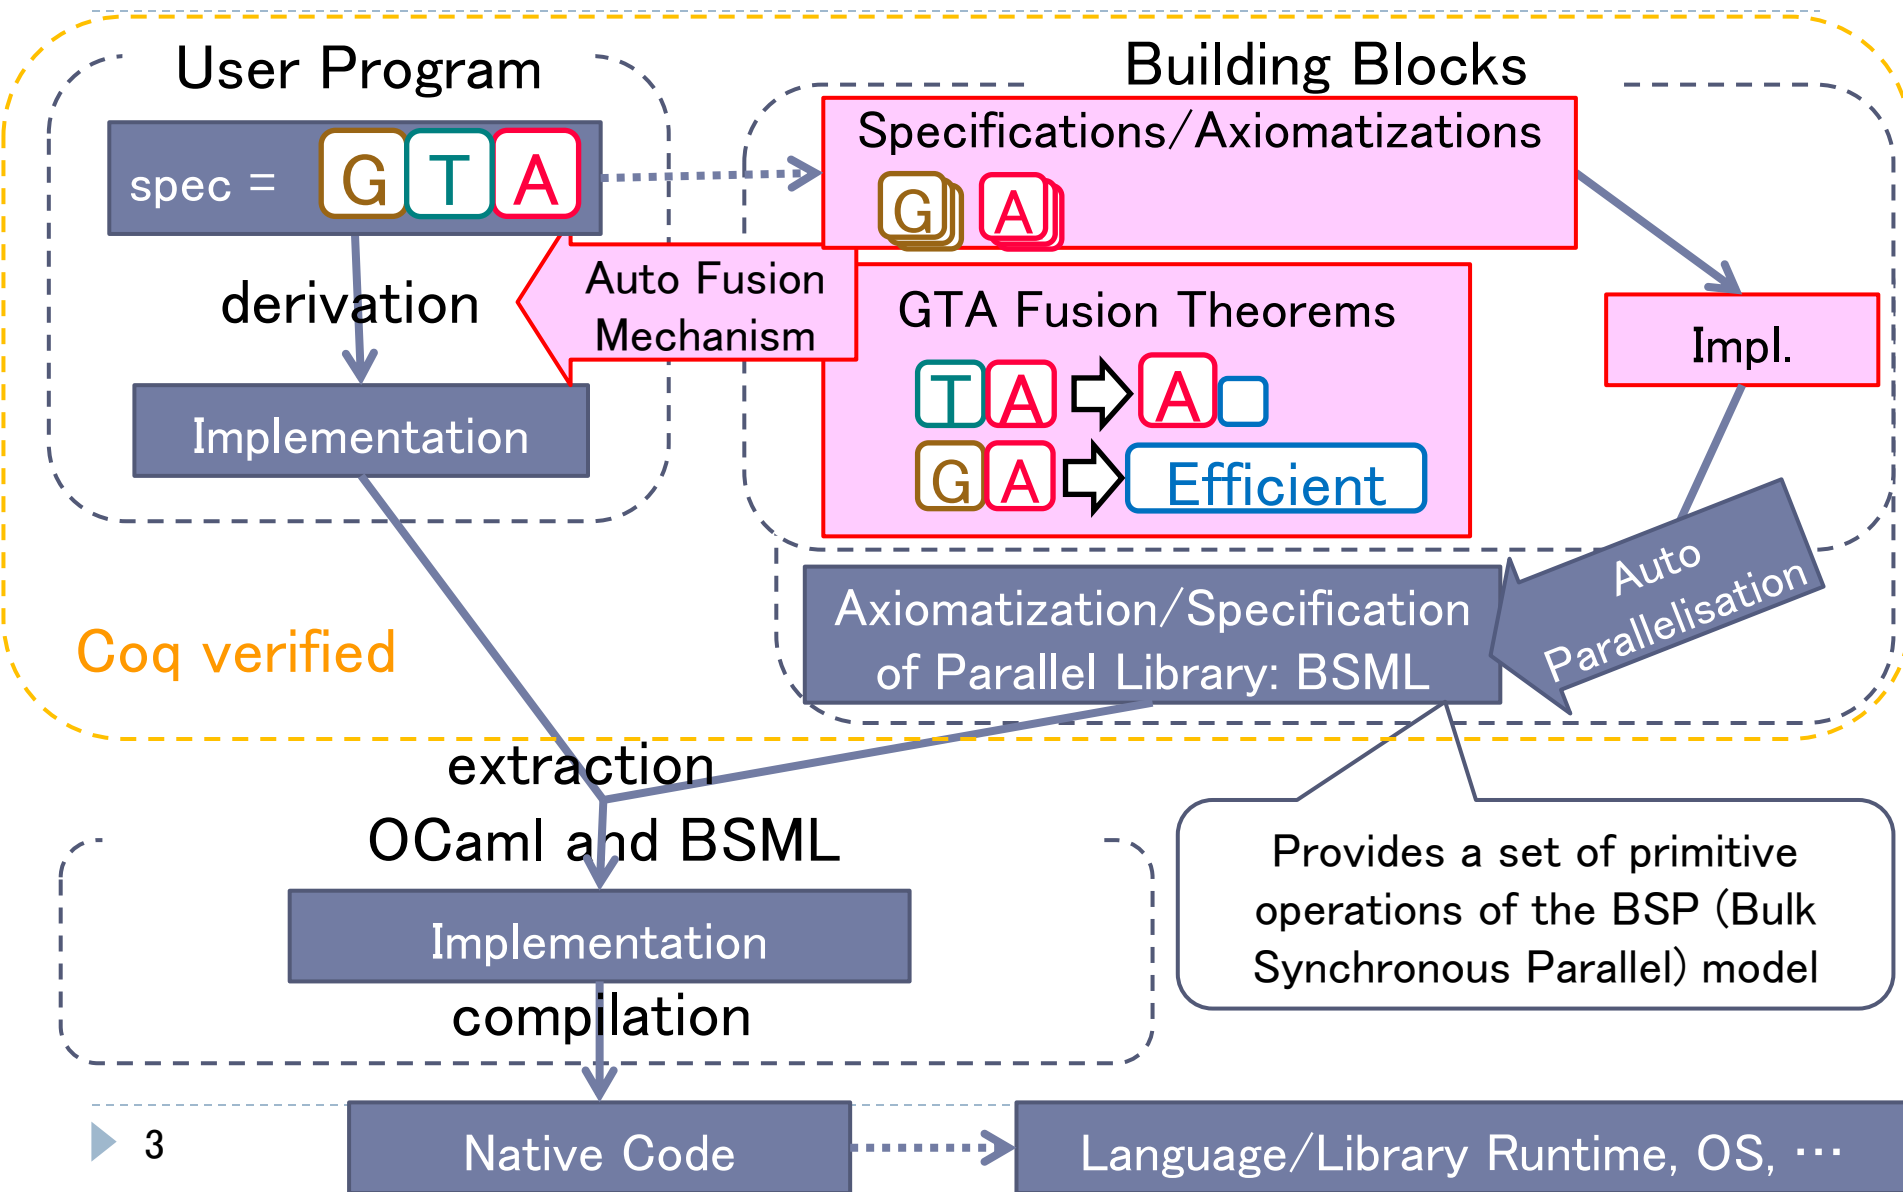 User Program
Building Blocks
spec = G T A
Specifications/Axiomatizations
G A
derivation
Auto Fusion
Mechanism
GTA Fusion Theorems
T A A
G A Efficient
Impl.
Implementation
Auto
Parallelisation
Axiomatization/Specification
of Parallel Library: BSML
Coq verified
extraction
OCaml and BSML
Implementation
Provides a set of primitive
operations of the BSP (Bulk
Synchronous Parallel) model
compilation
3
Native Code
Language/Library Runtime, OS, …